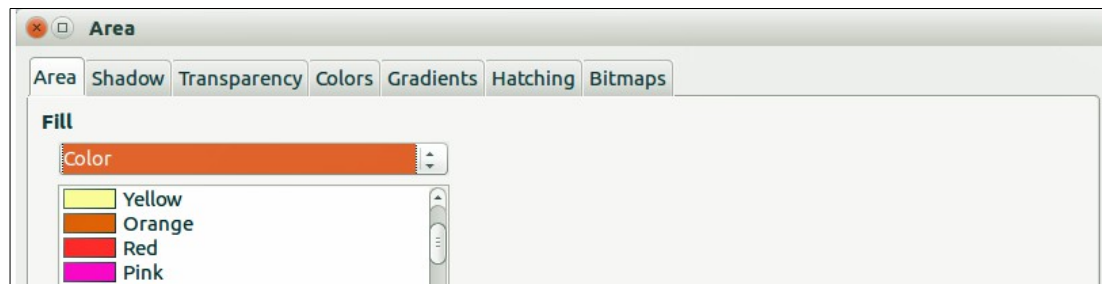 Area
Area Shadow Transparency Colors Gradients Hatching Bitmaps
Fill
Color
Yellow
Orange
Red
Pink